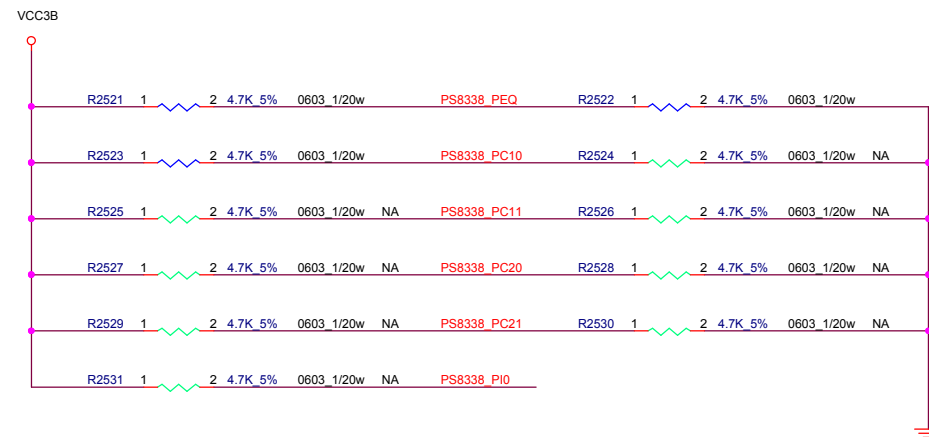 VCC3B
R2521 1 2 4.7K_5% 0603_1/20w PS8338_PEQ R2522 1 2 4.7K_5% 0603_1/20w
R2523 1 2 4.7K_5% 0603_1/20w PS8338_PC10 R2524 1 2 4.7K_5% 0603_1/20w NA
R2525 1 2 4.7K_5% 0603_1/20w NA PS8338_PC11 R2526 1 2 4.7K_5% 0603_1/20w NA
R2527 1 2 4.7K_5% 0603_1/20w NA PS8338_PC20 R2528 1 2 4.7K_5% 0603_1/20w NA
R2529 1 2 4.7K_5% 0603_1/20w NA PS8338_PC21 R2530 1 2 4.7K_5% 0603_1/20w NA
R2531 1 2 4.7K_5% 0603_1/20w NA PS8338_PI0